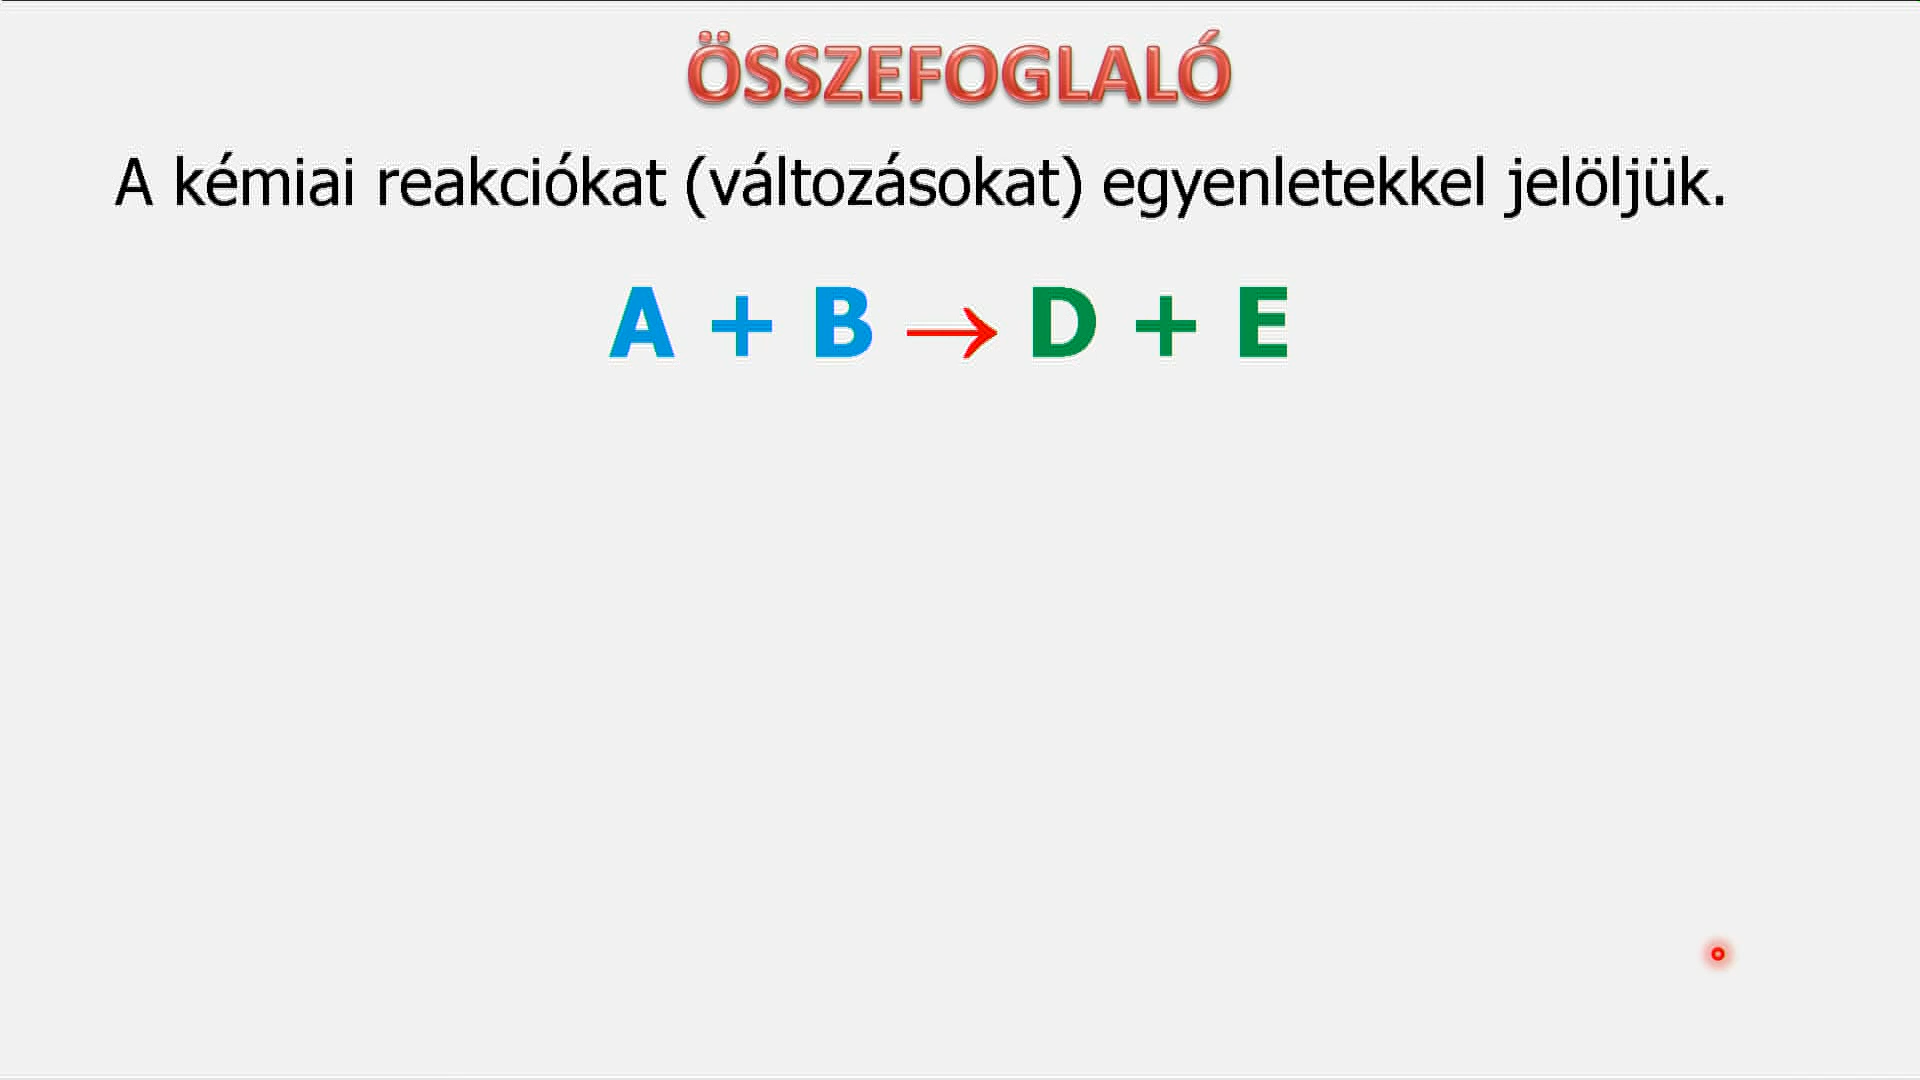 ÖSSZEFOGLALÓ
A kémiai reakciókat (változásokat) egyenletekkel jelöljük.
A + B → D + E